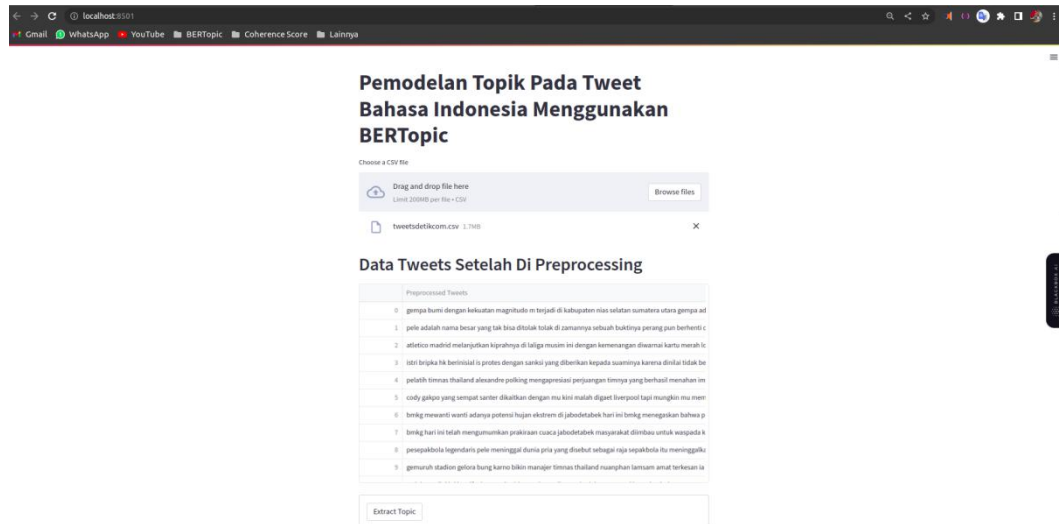 localhost:8501
Gmail WhatsApp YouTube BERTopic Coherence Score Lainnya
Pemodelan Topik Pada Tweet
Bahasa Indonesia Menggunakan
BERTopic
Choose a CSV file
Drag and drop file here
Limit 200MB per file • CSV
Browse files
tweetsdetikcom.csv 1.7MB
Data Tweets Setelah Di Preprocessing
Preprocessed Tweets
0 gempa bumi dengan kekuatan magnitudo m terjadi di kabupaten nias selatan sumatera utara gempa ad
1 pele adalah nama besar yang tak bisa ditolak tolak di zamannya sebuah buktinya perang pun berhenti
2 atletico madrid melanjutkan kiprahnya di laliga musim ini dengan kemenangan diwarnai kartu merah
3 istri bripka hk berinisial is protes dengan sanksi yang diberikan kepada suaminya karena dinilai tidak be
4 pelatih timnas thailand alexandre polking mengapresiasi perjuangan timnya yang berhasil menahan im
5 cody gakpo yang sempat santer dikaitkan dengan mu kini malah digaet liverpool tapi mungkin mu mem
6 bmkg mewanti wanti adanya potensi hujan ekstrem di jabodetabek hari ini bmkg menegaskan bahwa p
7 bmkg hari ini telah mengumumkan prakiraan cuaca jabodetabek masyarakat diimbau untuk waspada k
8 pesepakbola legendaris pele meninggal dunia pria yang disebut sebagai raja sepakbola itu meninggalk
9 gemuruh stadion gelora bung karno bikin manajer timnas thailand nuanphan lamsam amat terkesan ia
Extract Topic
BLACKBOX AI